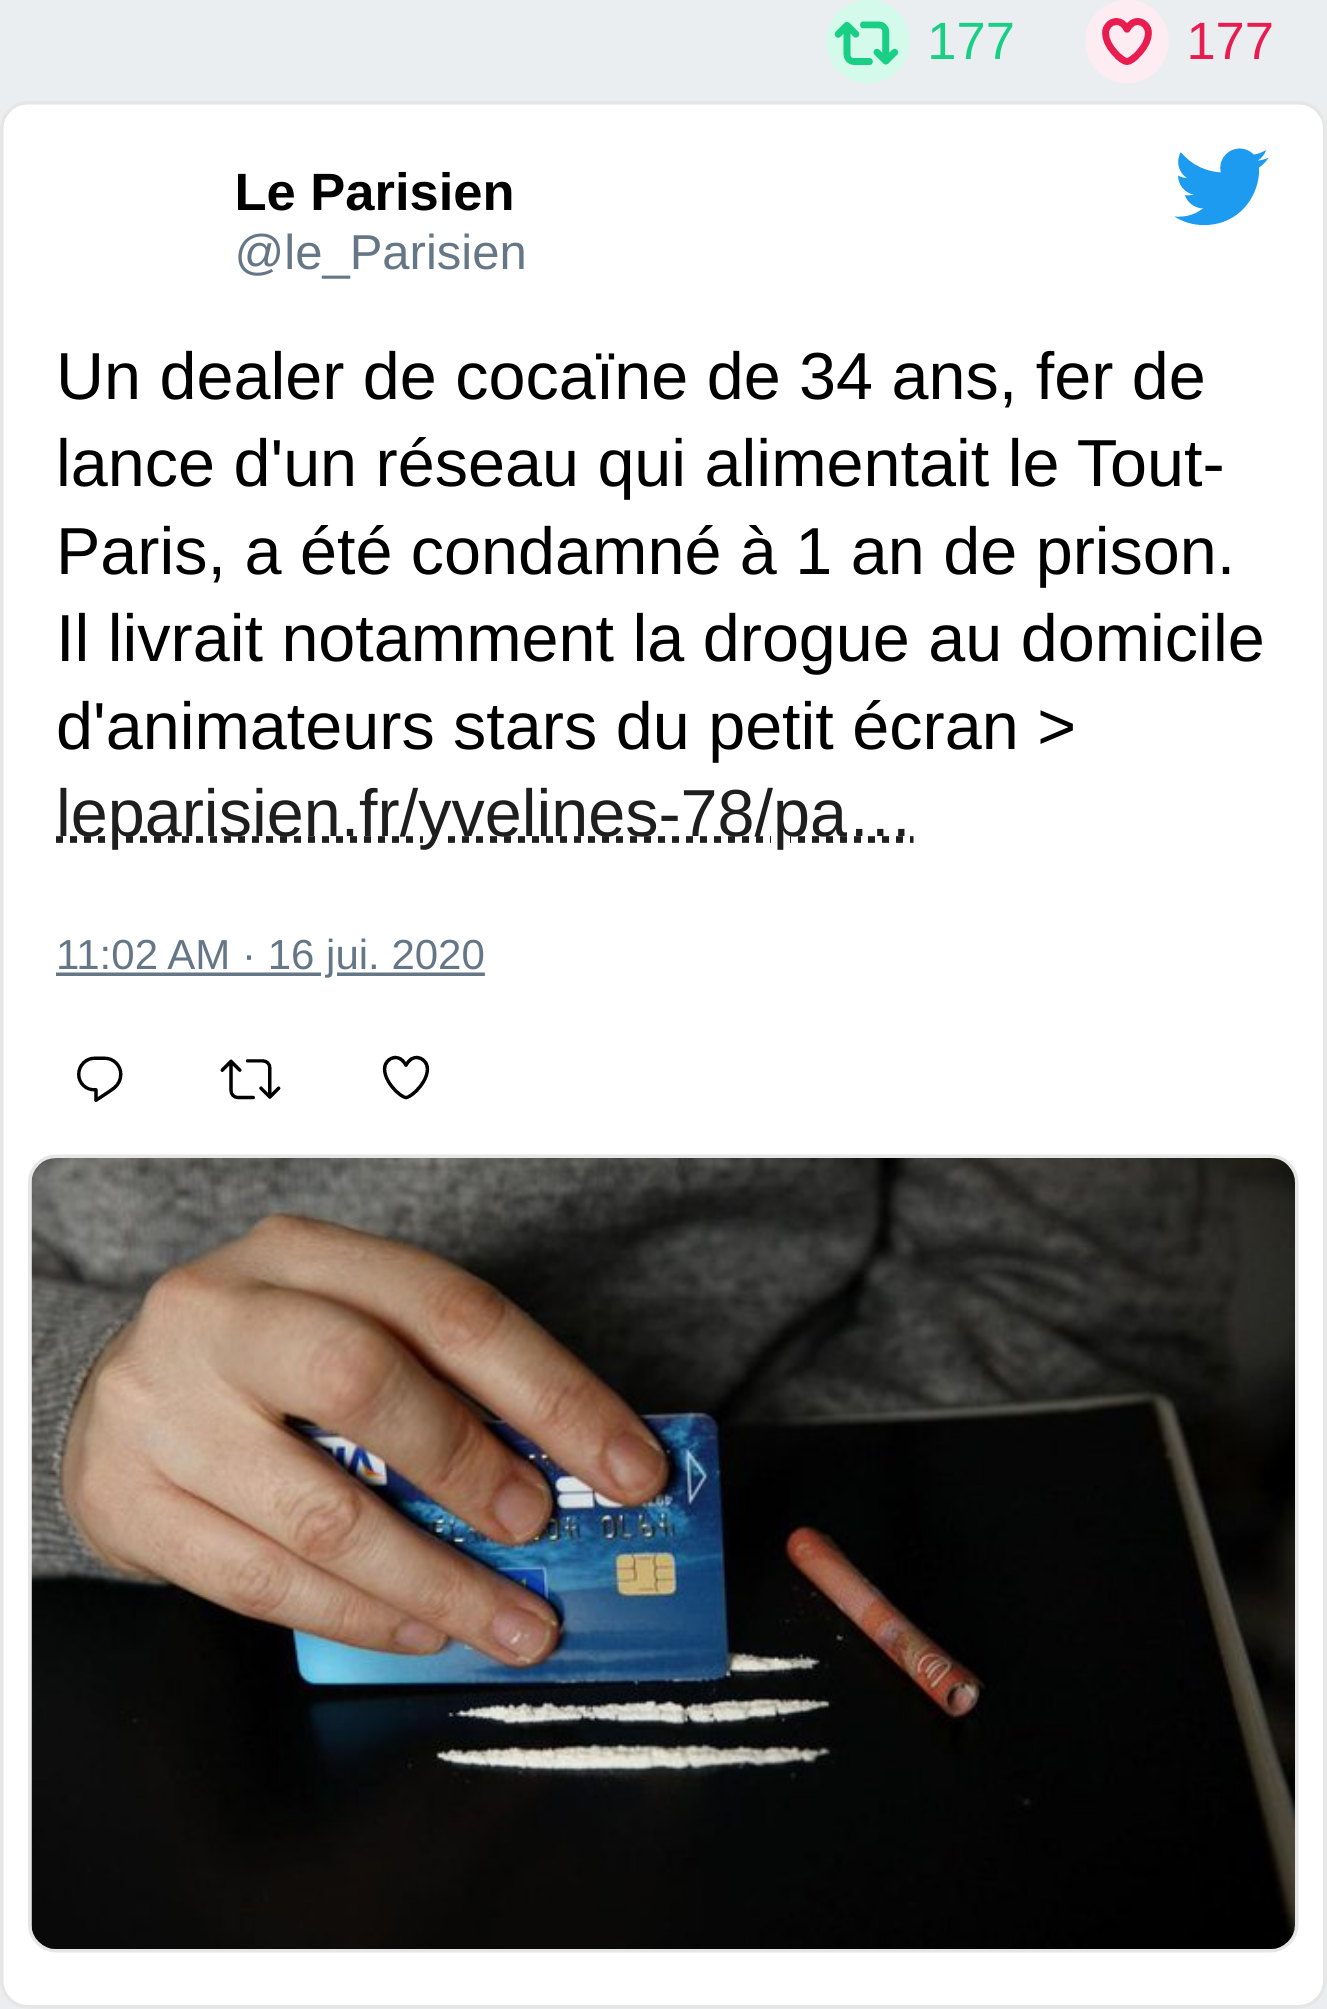 177 177
Le Parisien
@le_Parisien
Un dealer de cocaïne de 34 ans, fer de
lance d'un réseau qui alimentait le Tout-
Paris, a été condamné à 1 an de prison.
Il livrait notamment la drogue au domicile
d'animateurs stars du petit écran >
leparisien.fr/yvelines-78/pa…
11:02 AM · 16 jui. 2020